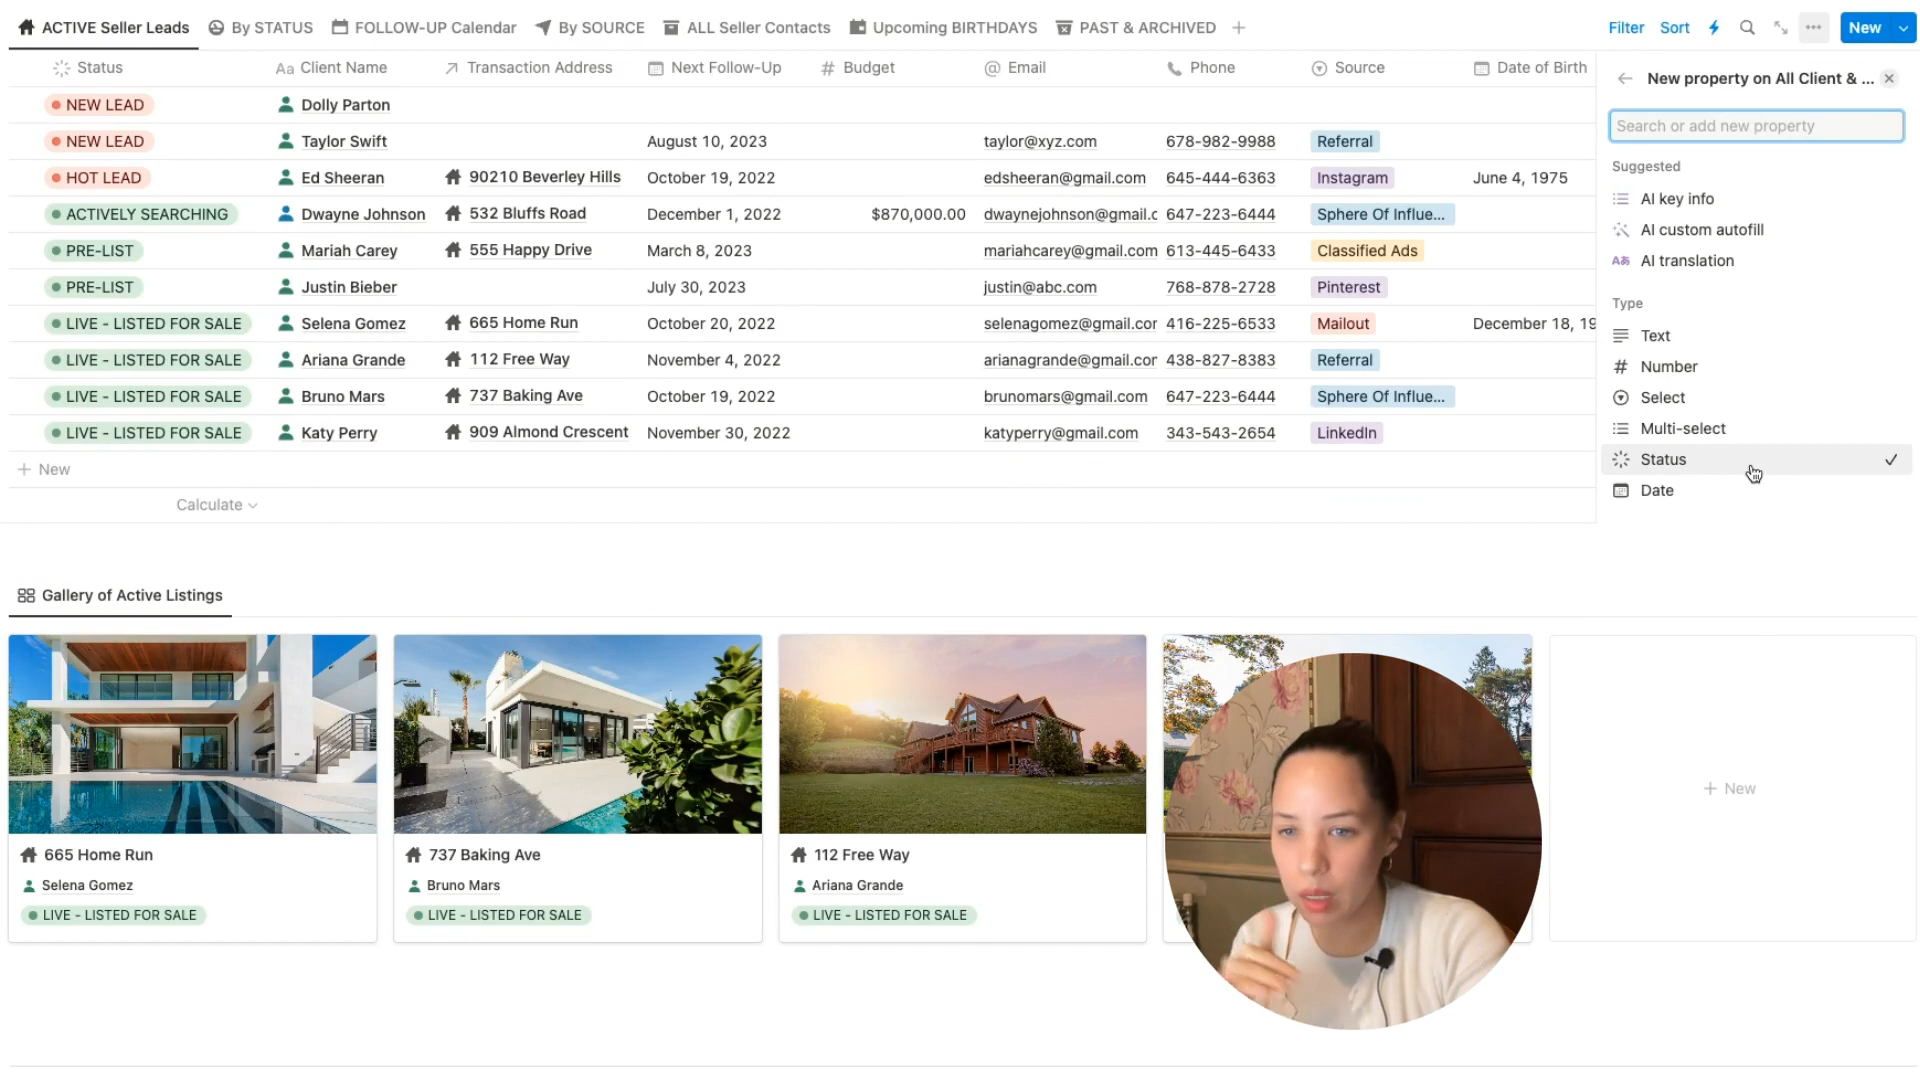 ACTIVE Seller Leads By STATUS FOLLOW-UP Calendar By SOURCE ALL Seller Contacts Upcoming BIRTHDAYS PAST & ARCHIVED Filter Sort New
Status Aa Client Name Transaction Address Next Follow-Up # Budget @ Email Phone Source Date of Birth
NEW LEAD Dolly Parton
NEW LEAD Taylor Swift August 10, 2023 taylor@xyz.com 678-982-9988 Referral
HOT LEAD Ed Sheeran 90210 Beverley Hills October 19, 2022 edsheeran@gmail.com 645-444-6363 Instagram June 4, 1975
ACTIVELY SEARCHING Dwayne Johnson 532 Bluffs Road December 1, 2022 $870,000.00 dwaynejohnson@gmail.c 647-223-6444 Sphere Of Influe...
PRE-LIST Mariah Carey 555 Happy Drive March 8, 2023 mariahcarey@gmail.com 613-445-6433 Classified Ads
PRE-LIST Justin Bieber July 30, 2023 justin@abc.com 768-878-2728 Pinterest
LIVE - LISTED FOR SALE Selena Gomez 665 Home Run October 20, 2022 selenagomez@gmail.cor 416-225-6533 Mailout December 18, 19
LIVE - LISTED FOR SALE Ariana Grande 112 Free Way November 4, 2022 arianagrande@gmail.cor 438-827-8383 Referral
LIVE - LISTED FOR SALE Bruno Mars 737 Baking Ave October 19, 2022 brunomars@gmail.com 647-223-6444 Sphere Of Influe...
LIVE - LISTED FOR SALE Katy Perry 909 Almond Crescent November 30, 2022 katyperry@gmail.com 343-543-2654 LinkedIn
+ New
Calculate
New property on All Client & ...
Search or add new property
Suggested
AI key info
AI custom autofill
AI translation
Type
Text
Number
Select
Multi-select
Status
Date
Gallery of Active Listings
665 Home Run
Selena Gomez
LIVE - LISTED FOR SALE
737 Baking Ave
Bruno Mars
LIVE - LISTED FOR SALE
112 Free Way
Ariana Grande
LIVE - LISTED FOR SALE
+ New